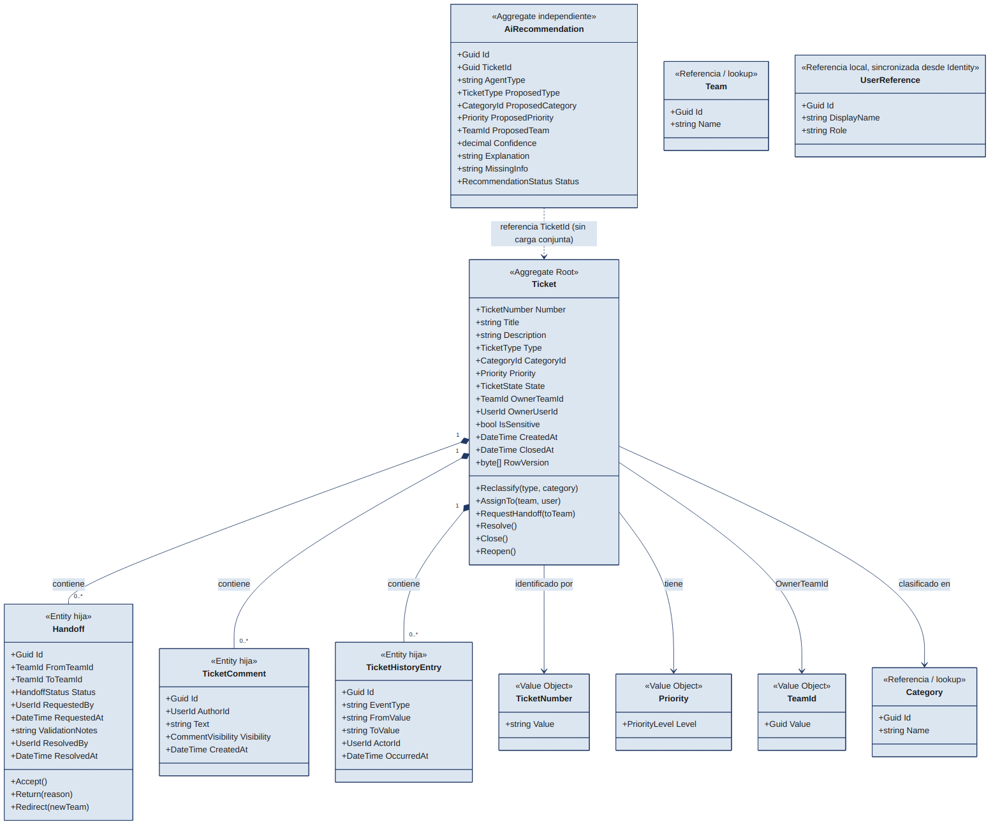 «Aggregate independiente»
AiRecommendation
+Guid Id
+Guid TicketId
+string AgentType
+TicketType ProposedType
+CategoryId ProposedCategory
+Priority ProposedPriority
+TeamId ProposedTeam
+decimal Confidence
+string Explanation
+string MissingInfo
+RecommendationStatus Status
«Referencia / lookup»
Team
+Guid Id
+string Name
«Referencia local, sincronizada desde Identity»
UserReference
+Guid Id
+string DisplayName
+string Role
referencia TicketId (sin
carga conjunta)
«Aggregate Root»
Ticket
+TicketNumber Number
+string Title
+string Description
+TicketType Type
+CategoryId CategoryId
+Priority Priority
+TicketState State
+TeamId OwnerTeamId
+UserId OwnerUserId
+bool IsSensitive
+DateTime CreatedAt
+DateTime ClosedAt
+byte[] RowVersion
+Reclassify(type, category)
+AssignTo(team, user)
+RequestHandoff(toTeam)
+Resolve()
+Close()
+Reopen()
1
1
1
contiene
contiene
contiene
identificado por
tiene
OwnerTeamId
clasificado en
0..*
0..*
0..*
«Entity hija»
Handoff
+Guid Id
+TeamId FromTeamId
+TeamId ToTeamId
+HandoffStatus Status
+UserId RequestedBy
+DateTime RequestedAt
+string ValidationNotes
+UserId ResolvedBy
+DateTime ResolvedAt
+Accept()
+Return(reason)
+Redirect(newTeam)
«Entity hija»
TicketComment
+Guid Id
+UserId AuthorId
+string Text
+CommentVisibility Visibility
+DateTime CreatedAt
«Entity hija»
TicketHistoryEntry
+Guid Id
+string EventType
+string FromValue
+string ToValue
+UserId ActorId
+DateTime OccurredAt
«Value Object»
TicketNumber
+string Value
«Value Object»
Priority
+PriorityLevel Level
«Value Object»
TeamId
+Guid Value
«Referencia / lookup»
Category
+Guid Id
+string Name